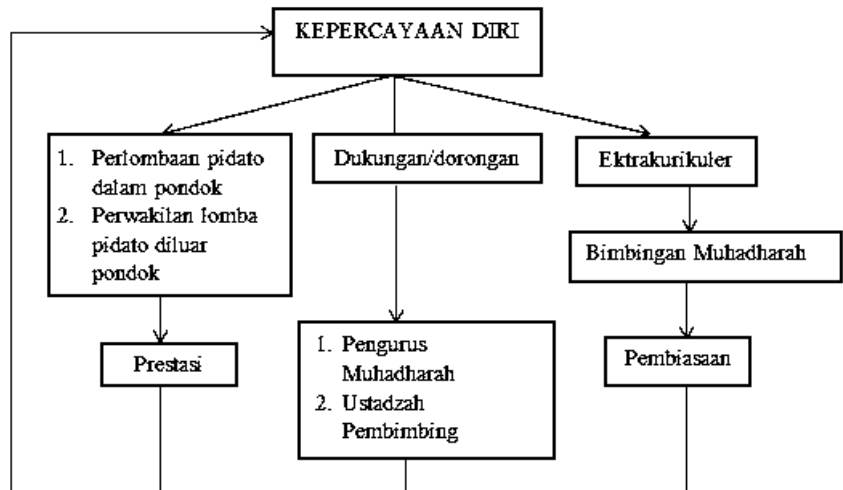 KEPERCAYAAN DIRI
1. Perlombaan pidato
dalam pondok
2. Perwakilan lomba
pidato diluar
pondok
Dukungan/dorongan
Ektrakurikuler
Bimbingan Muhadharah
Prestasi
1. Pengurus
Muhadharah
2. Ustadzah
Pembimbing
Pembiasaan